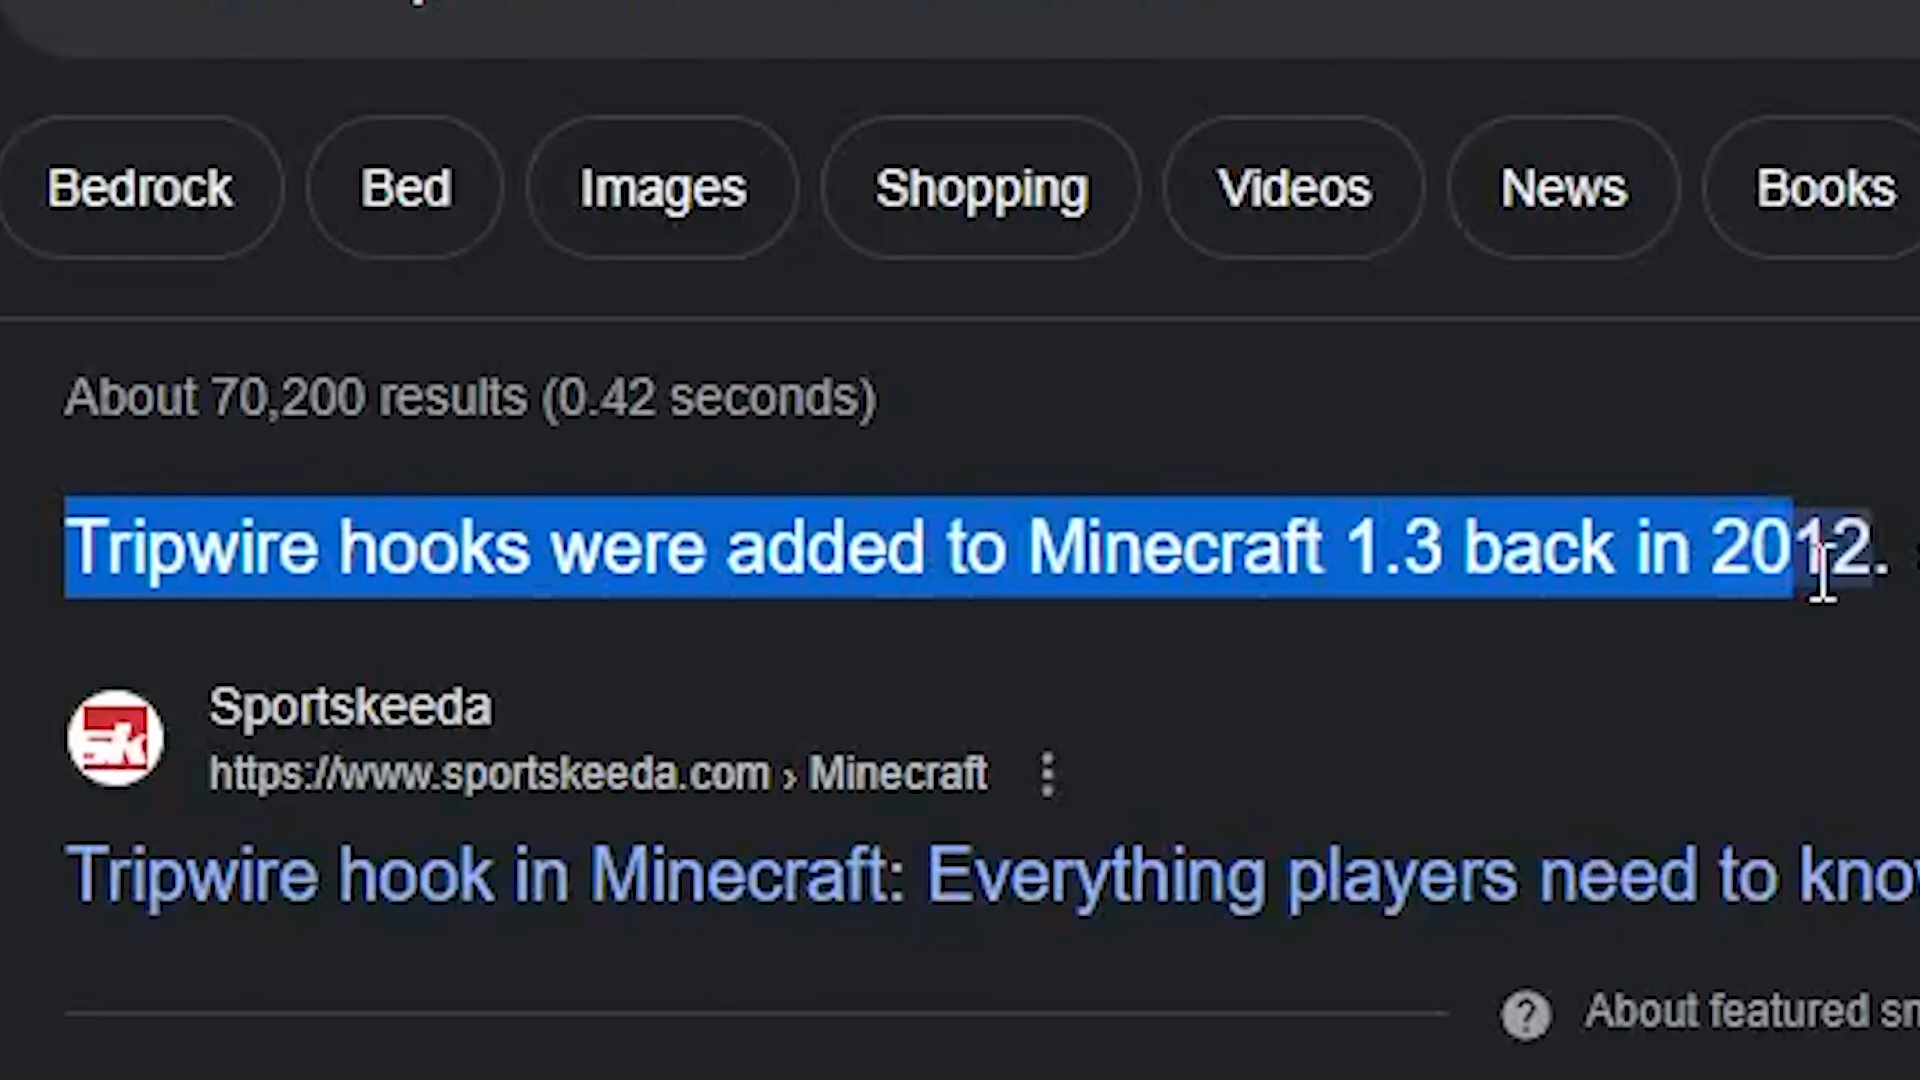 Bedrock Bed Images Shopping Videos News Books
About 70,200 results (0.42 seconds)
Tripwire hooks were added to Minecraft 1.3 back in 2012.
sk
Sportskeeda
https://www.sportskeeda.com › Minecraft
Tripwire hook in Minecraft: Everything players need to
About featured